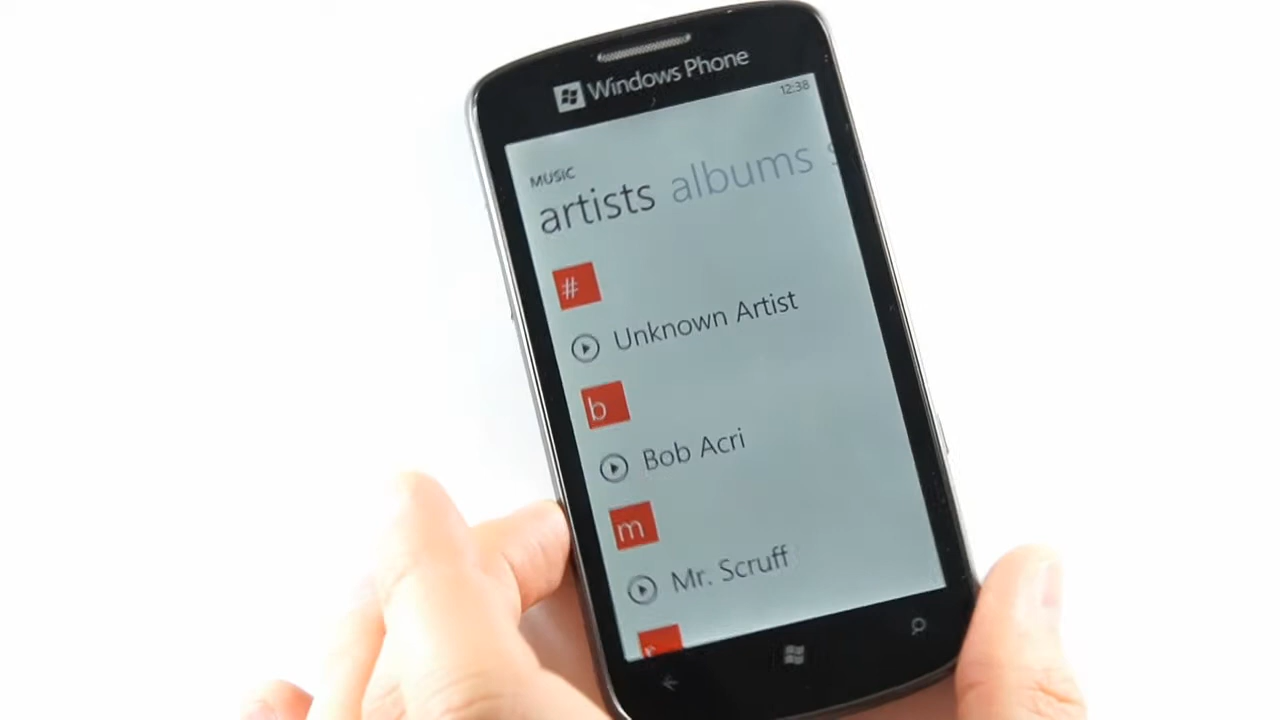 Windows Phone
12:38
MUSIC
artists albums s
#
Unknown Artist
b
Bob Acri
m
Mr. Scruff
r